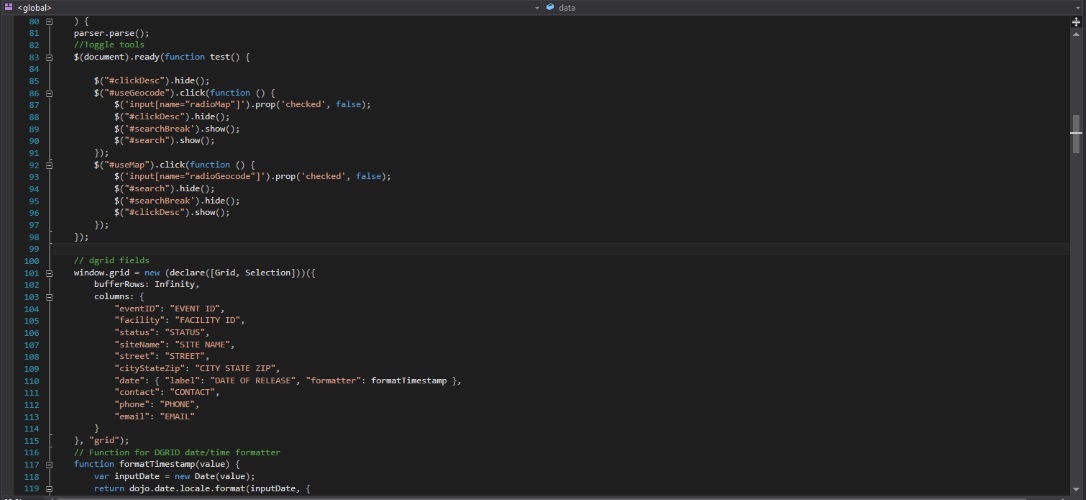 <global> data
80 ) {
81 parser.parse();
82 //Toggle tools
83 $(document).ready(function test() {
84
85 $("#clickDesc").hide();
86 $("#useGeocode").click(function () {
87 $('input[name="radioMap"]').prop('checked', false);
88 $("#clickDesc").hide();
89 $('#searchBreak').show();
90 $("#search").show();
91 });
92 $("#useMap").click(function () {
93 $('input[name="radioGeocode"]').prop('checked', false);
94 $("#search").hide();
95 $('#searchBreak').hide();
96 $("#clickDesc").show();
97 });
98 });
99
100 // dgrid fields
101 window.grid = new (declare([Grid, Selection]))({
102 bufferRows: Infinity,
103 columns: {
104 "eventID": "EVENT ID",
105 "facility": "FACILITY ID",
106 "status": "STATUS",
107 "siteName": "SITE NAME",
108 "street": "STREET",
109 "cityStateZip": "CITY STATE ZIP",
110 "date": { "label": "DATE OF RELEASE", "formatter": formatTimestamp },
111 "contact": "CONTACT",
112 "phone": "PHONE",
113 "email": "EMAIL"
114 }
115 }, "grid");
116 // Function for DGRID date/time formatter
117 function formatTimestamp(value) {
118 var inputDate = new Date(value);
119 return dojo.date.locale.format(inputDate, {